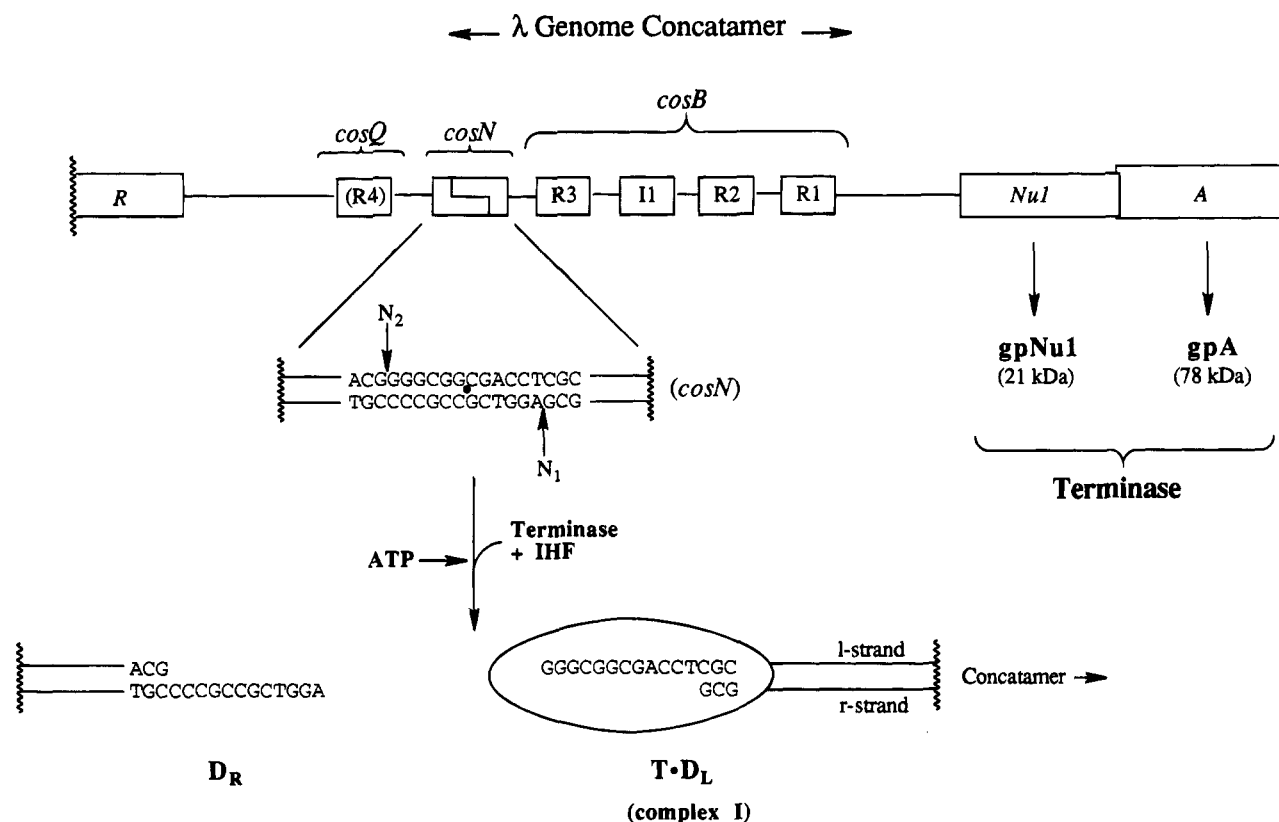 ← λ Genome Concatamer →
cosB
cosQ
cosN
R
(R4)
R3
I1
R2
R1
Nu1
A
N2
ACGGGGCGGCGACCTCGC
TGCCCCGCCGCTGGAGCG
(cosN)
N1
gpNu1
(21 kDa)
gpA
(78 kDa)
Terminase
ATP
Terminase
+ IHF
ACG
TGCCCCGCCGCTGGA
GGGCGGCGACCTCGC
GCG
l-strand
r-strand
Concatamer →
DR
T•DL
(complex I)